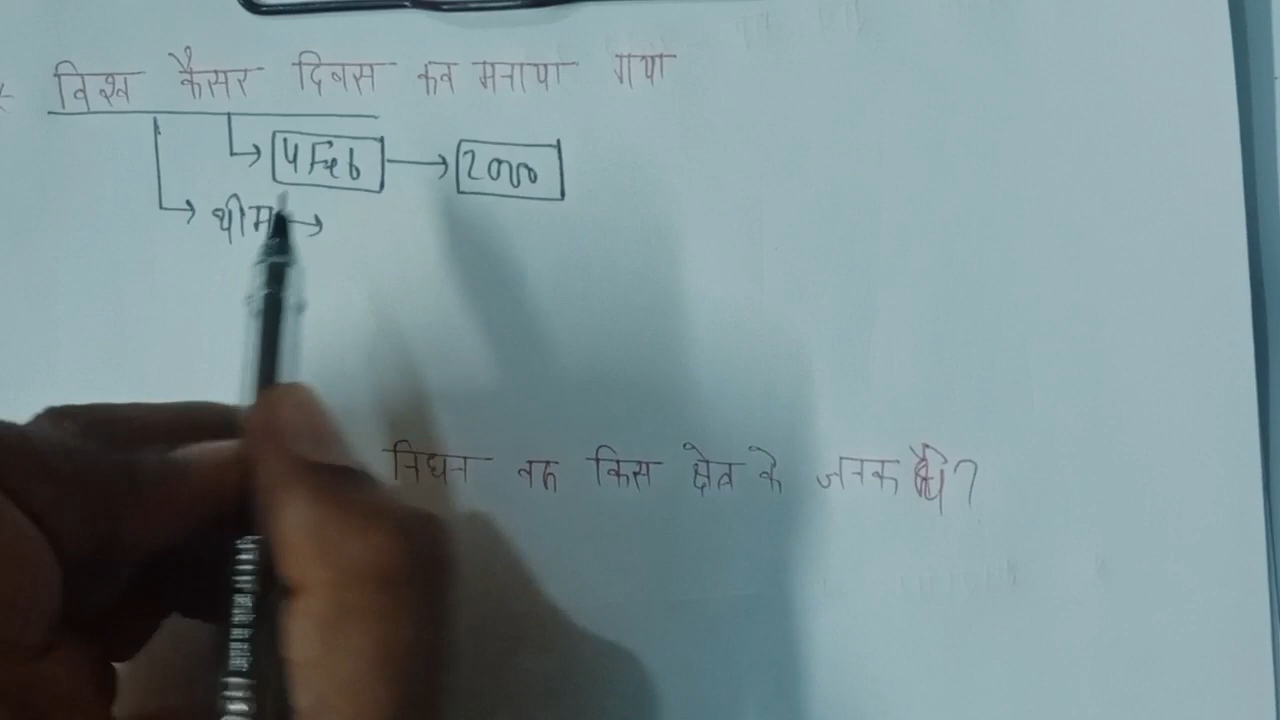 विश्व कैसर दिवस कब मनाया गया
4 Feb → 2000
थीम →
निधन वह किस क्षेत्र के जनक थे?